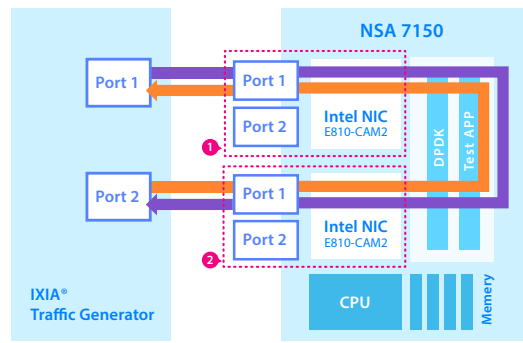 NSA 7150
Port 1
Port 1
Intel NIC
E810-CAM2
Port 2
1
DPDK
Test APP
Port 2
Port 1
Intel NIC
E810-CAM2
Port 2
2
IXIA®
Traffic Generator
CPU
Memory